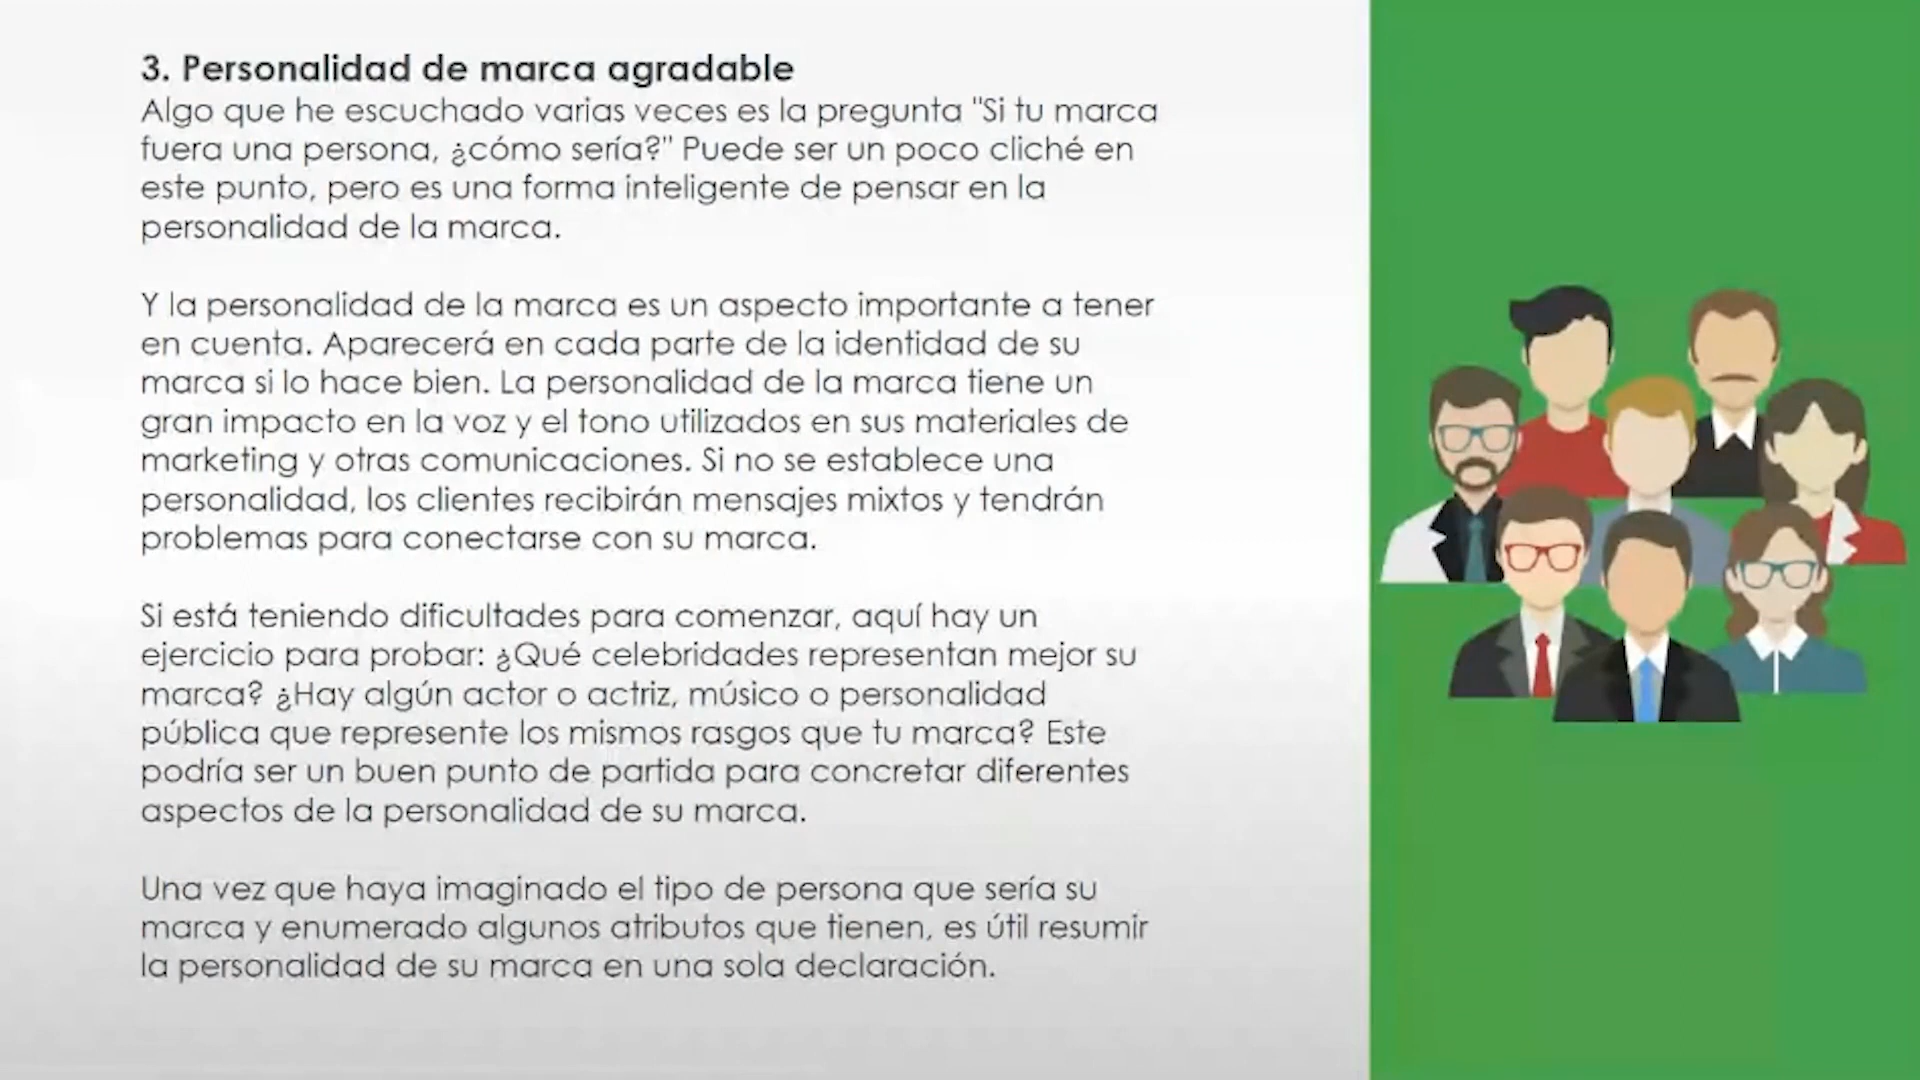 3. Personalidad de marca agradable
Algo que he escuchado varias veces es la pregunta "Si tu marca
fuera una persona, ¿cómo sería?" Puede ser un poco cliché en
este punto, pero es una forma inteligente de pensar en la
personalidad de la marca.
Y la personalidad de la marca es un aspecto importante a tener
en cuenta. Aparecerá en cada parte de la identidad de su
marca si lo hace bien. La personalidad de la marca tiene un
gran impacto en la voz y el tono utilizados en sus materiales de
marketing y otras comunicaciones. Si no se establece una
personalidad, los clientes recibirán mensajes mixtos y tendrán
problemas para conectarse con su marca.
Si está teniendo dificultades para comenzar, aquí hay un
ejercicio para probar: ¿Qué celebridades representan mejor su
marca? ¿Hay algún actor o actriz, músico o personalidad
pública que represente los mismos rasgos que tu marca? Este
podría ser un buen punto de partida para concretar diferentes
aspectos de la personalidad de su marca.
Una vez que haya imaginado el tipo de persona que sería su
marca y enumerado algunos atributos que tienen, es útil resumir
la personalidad de su marca en una sola declaración.